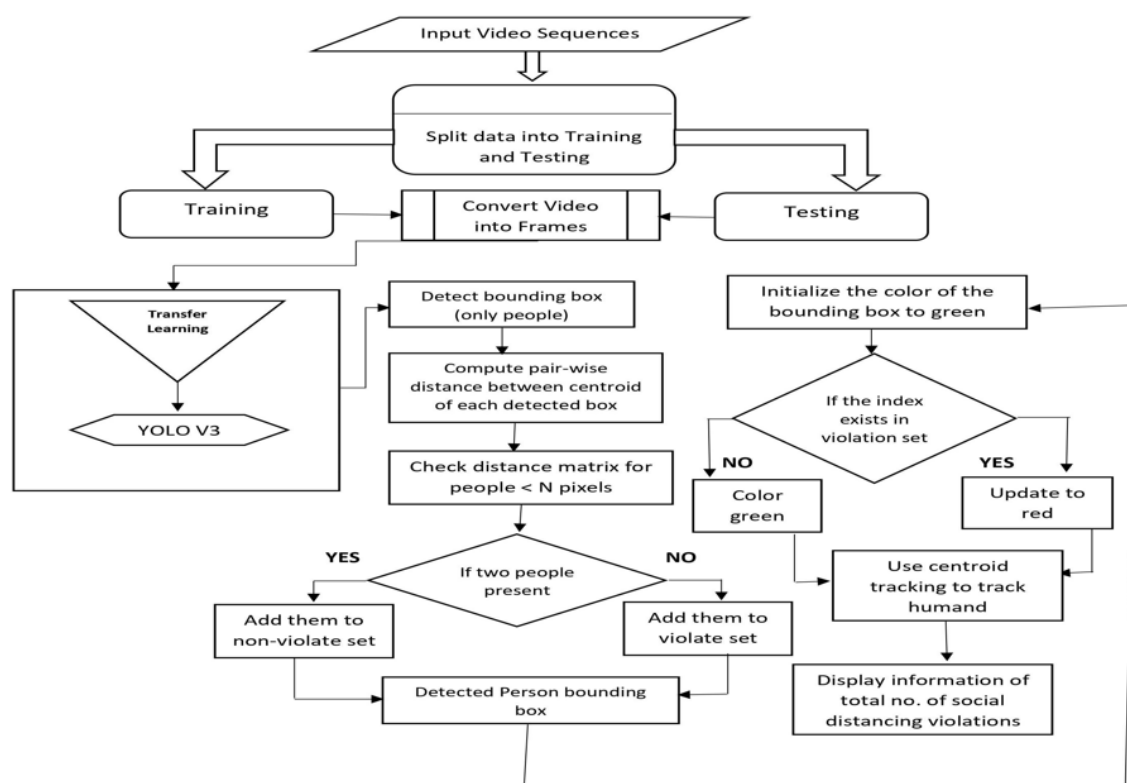 Input Video Sequences
Split data into Training
and Testing
Training
Convert Video
into Frames
Testing
Transfer
Learning
YOLO V3
Detect bounding box
(only people)
Compute pair-wise
distance between centroid
of each detected box
Check distance matrix for
people < N pixels
YES
NO
If two people
present
Add them to
non-violate set
Add them to
violate set
Detected Person bounding
box
Initialize the color of the
bounding box to green
If the index
exists in
violation set
NO
YES
Color
green
Update to
red
Use centroid
tracking to track
humand
Display information of
total no. of social
distancing violations